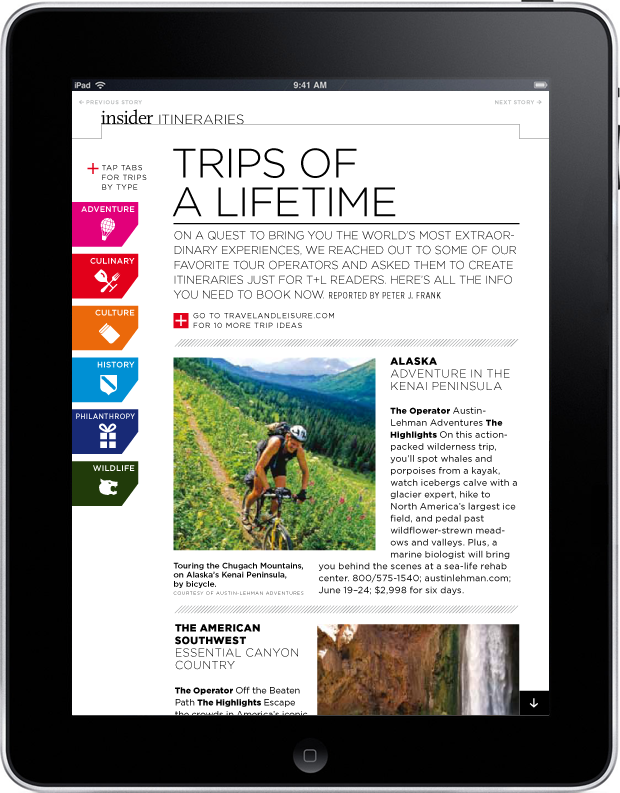 iPad 9:41 AM
← PREVIOUS STORY NEXT STORY →
insider ITINERARIES
+ TAP TABS
FOR TRIPS
BY TYPE
ADVENTURE
CULINARY
CULTURE
HISTORY
PHILANTHROPY
WILDLIFE
TRIPS OF
A LIFETIME
ON A QUEST TO BRING YOU THE WORLD'S MOST EXTRAOR-
DINARY EXPERIENCES, WE REACHED OUT TO SOME OF OUR
FAVORITE TOUR OPERATORS AND ASKED THEM TO CREATE
ITINERARIES JUST FOR T+L READERS. HERE'S ALL THE INFO
YOU NEED TO BOOK NOW. REPORTED BY PETER J. FRANK
+ GO TO TRAVELANDLEISURE.COM
FOR 10 MORE TRIP IDEAS
ALASKA
ADVENTURE IN THE
KENAI PENINSULA
The Operator Austin-
Lehman Adventures The
Highlights On this action-
packed wilderness trip,
you'll spot whales and
porpoises from a kayak,
watch icebergs calve with a
glacier expert, hike to
North America's largest ice
field, and pedal past
wildflower-strewn mead-
ows and valleys. Plus, a
marine biologist will bring
you behind the scenes at a sea-life rehab
center. 800/575-1540; austinlehman.com;
June 19–24; $2,998 for six days.
Touring the Chugach Mountains,
on Alaska's Kenai Peninsula,
by bicycle.
COURTESY OF AUSTIN-LEHMAN ADVENTURES
THE AMERICAN
SOUTHWEST
ESSENTIAL CANYON
COUNTRY
The Operator Off the Beaten
Path The Highlights Escape
the crowds in America's iconic